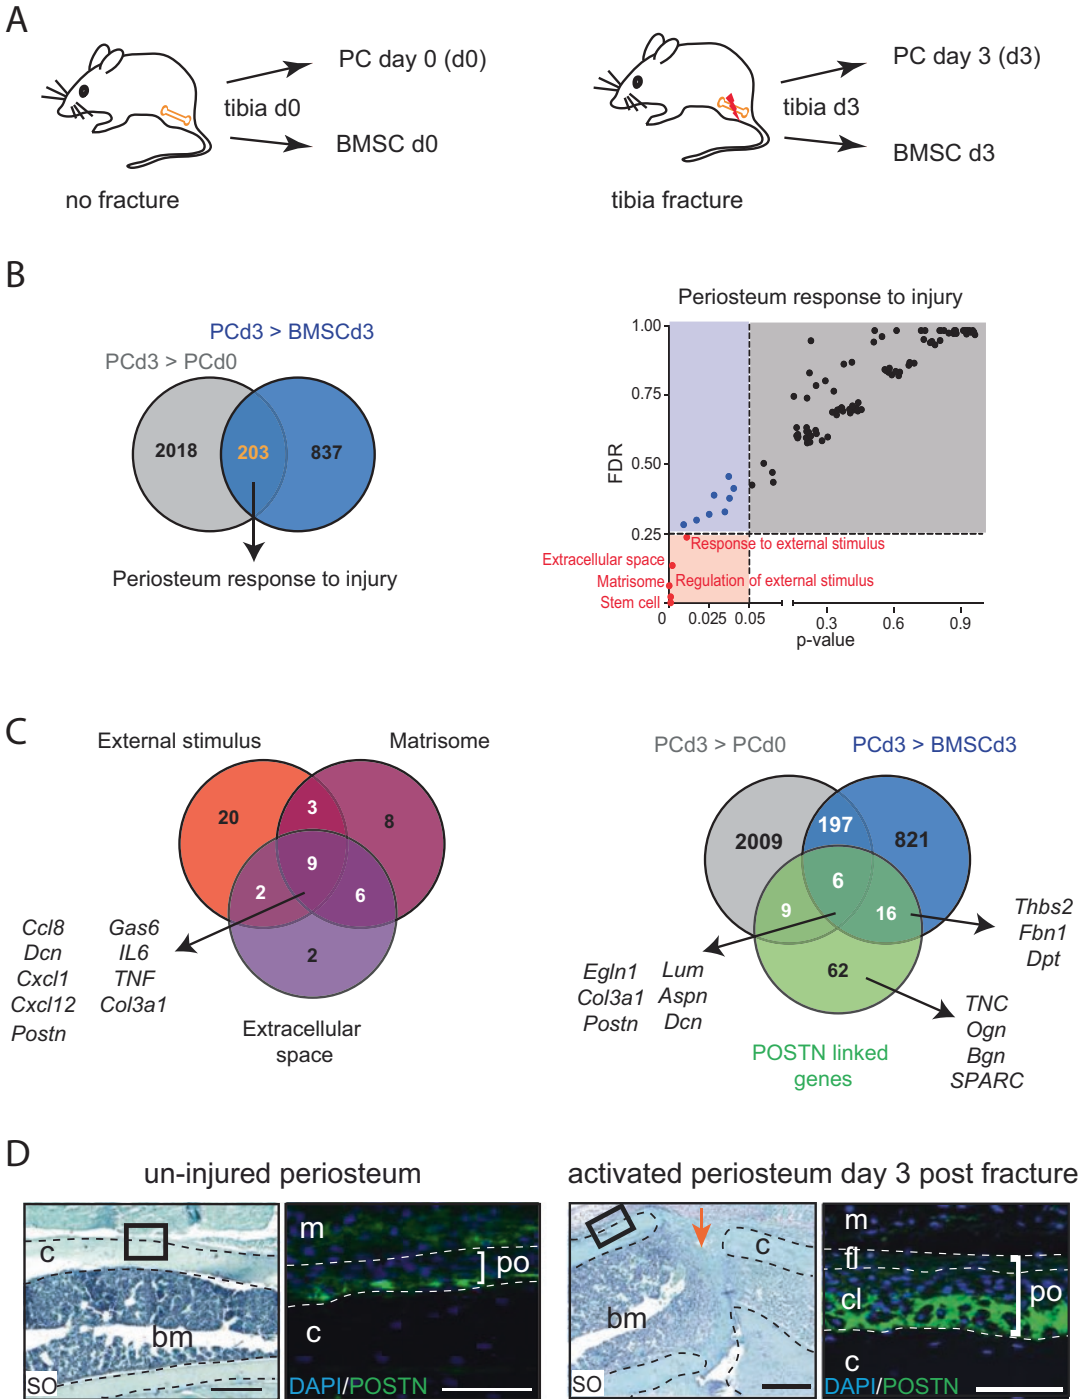 A
PC day 0 (d0)
tibia d0
BMSC d0
no fracture
PC day 3 (d3)
tibia d3
BMSC d3
tibia fracture
B
PCd3 > BMSCd3
PCd3 > PCd0
2018
203
837
Periosteum response to injury
Periosteum response to injury
1.00
0.75
0.50
0.25
FDR
Response to external stimulus
Extracellular space
Matrisome
Regulation of external stimulus
Stem cell
0
0.025
0.05
0.3
0.6
0.9
p-value
C
External stimulus
Matrisome
20
3
8
9
2
6
2
Ccl8
Dcn
Cxcl1
Cxcl12
Postn
Gas6
IL6
TNF
Col3a1
Extracellular
space
PCd3 > PCd0
PCd3 > BMSCd3
2009
197
821
6
9
16
62
Thbs2
Fbn1
Dpt
Egln1
Col3a1
Postn
Lum
Aspn
Dcn
TNC
Ogn
Bgn
SPARC
POSTN linked
genes
D
un-injured periosteum
c
bm
SO
m
po
c
DAPI/POSTN
activated periosteum day 3 post fracture
c
bm
SO
m
fl
cl
po
c
DAPI/POSTN